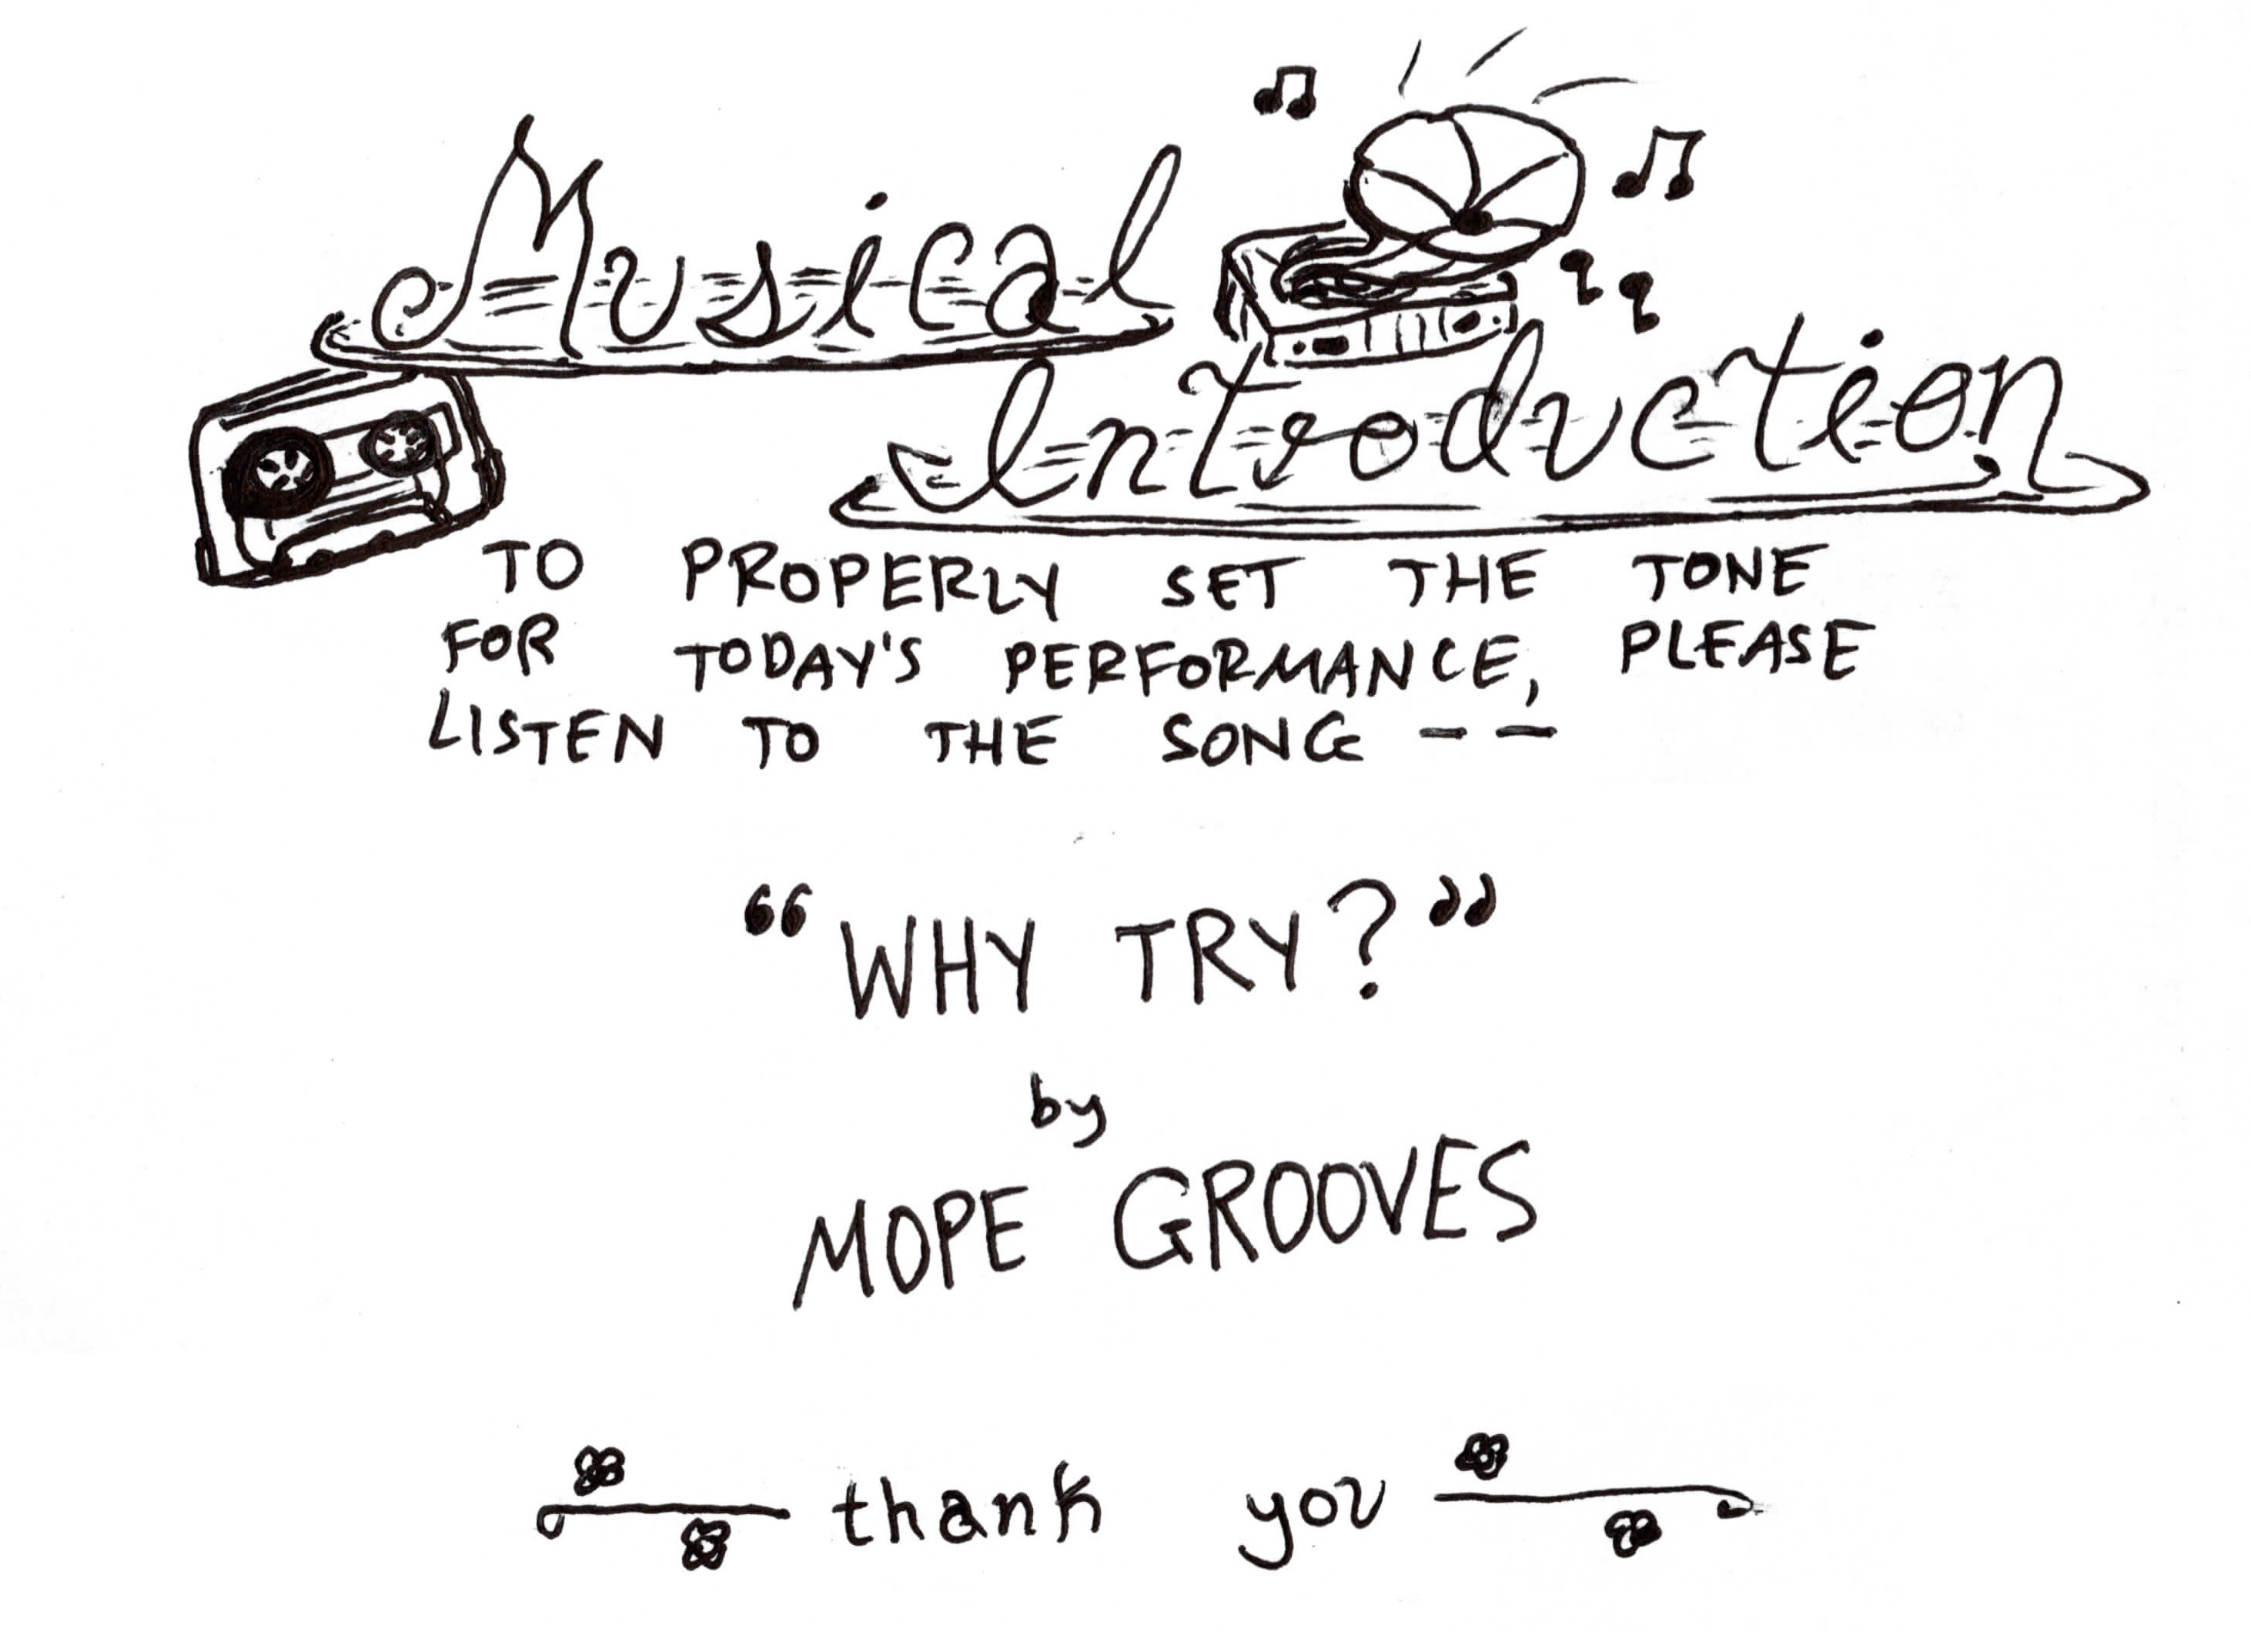 Musical
Introduction
TO PROPERLY SET THE TONE
FOR TODAY'S PERFORMANCE, PLEASE
LISTEN TO THE SONG --
"WHY TRY?"
by
MOPE GROOVES
thank you